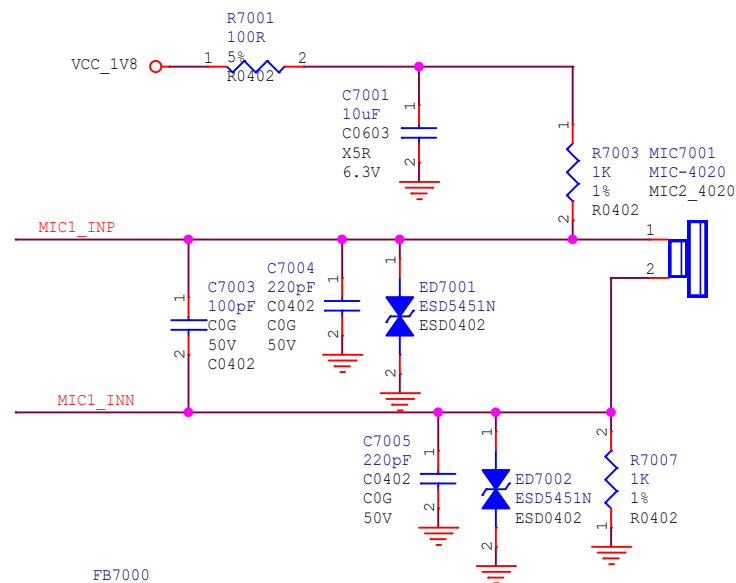 R7001
100R
5%
R0402
VCC_1V8
1
2
C7001
10uF
C0603
X5R
6.3V
1
2
R7003
1K
1%
R0402
1
2
MIC7001
MIC-4020
MIC2_4020
1
2
MIC1_INP
C7003
100pF
C0G
50V
C0402
1
2
C7004
220pF
C0402
C0G
50V
1
2
ED7001
ESD5451N
ESD0402
1
2
MIC1_INN
C7005
220pF
C0402
C0G
50V
1
2
ED7002
ESD5451N
ESD0402
1
2
R7007
1K
1%
R0402
2
1
FB7000